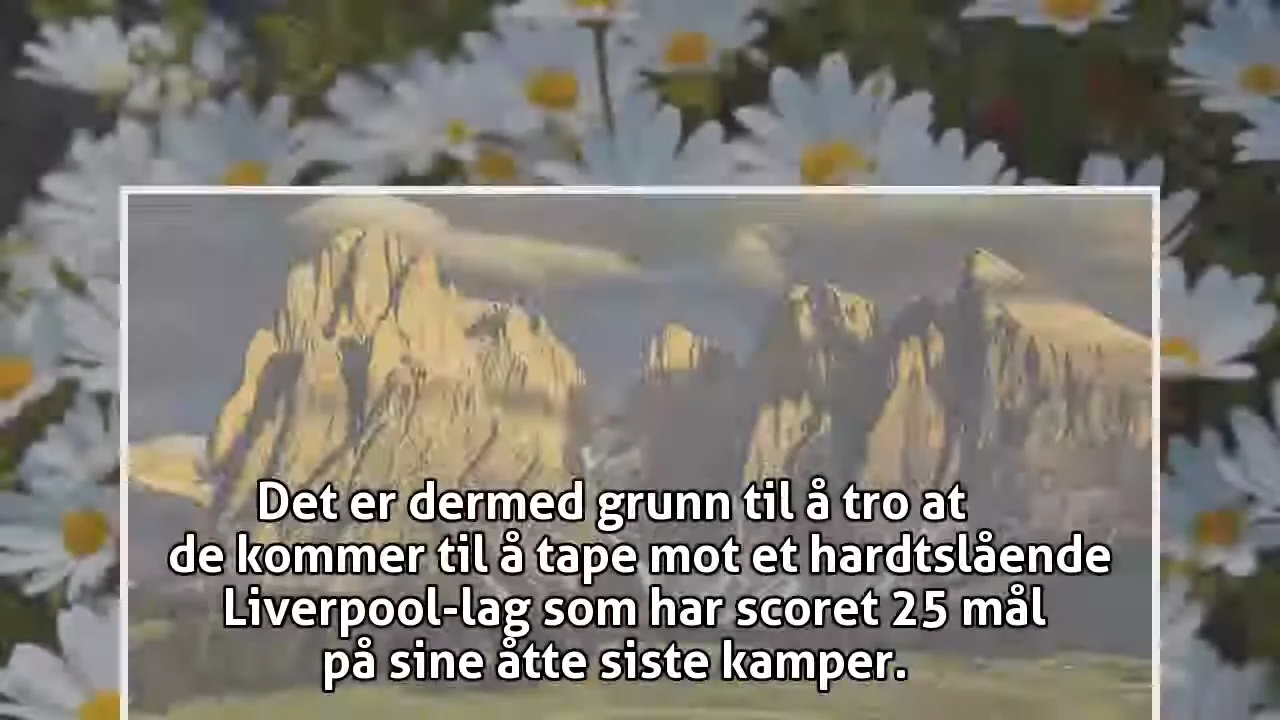 Det er dermed grunn til å tro at
de kommer til å tape mot et hardtslående
Liverpool-lag som har scoret 25 mål
på sine åtte siste kamper.